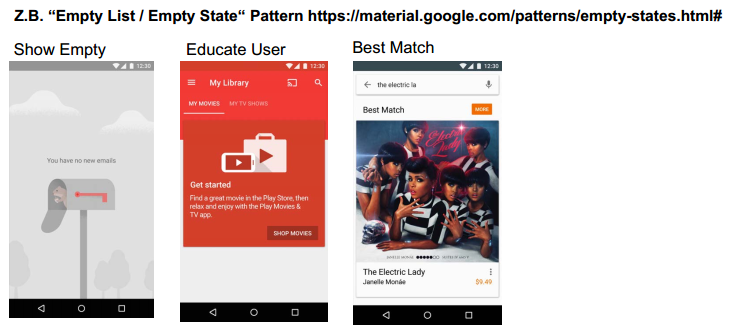 Z.B. “Empty List / Empty State“ Pattern https://material.google.com/patterns/empty-states.html#
Show Empty
12:30
You have no new emails
Educate User
12:30
My Library
MY MOVIES MY TV SHOWS
Get started
Find a great movie in the Play Store, then
relax and enjoy with the Play Movies &
TV app.
SHOP MOVIES
Best Match
12:30
the electric la
Best Match MORE
Electric
Lady
The Electric Lady
Janelle Monáe $9.49